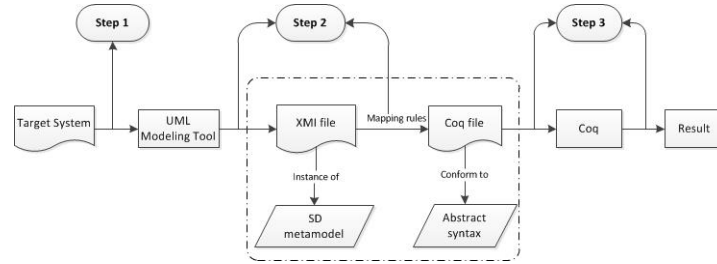 Step 1
Step 2
Step 3
Target System
UML
Modeling Tool
XMI file
Mapping rules
Coq file
Coq
Result
Instance of
Conform to
SD
metamodel
Abstract
syntax